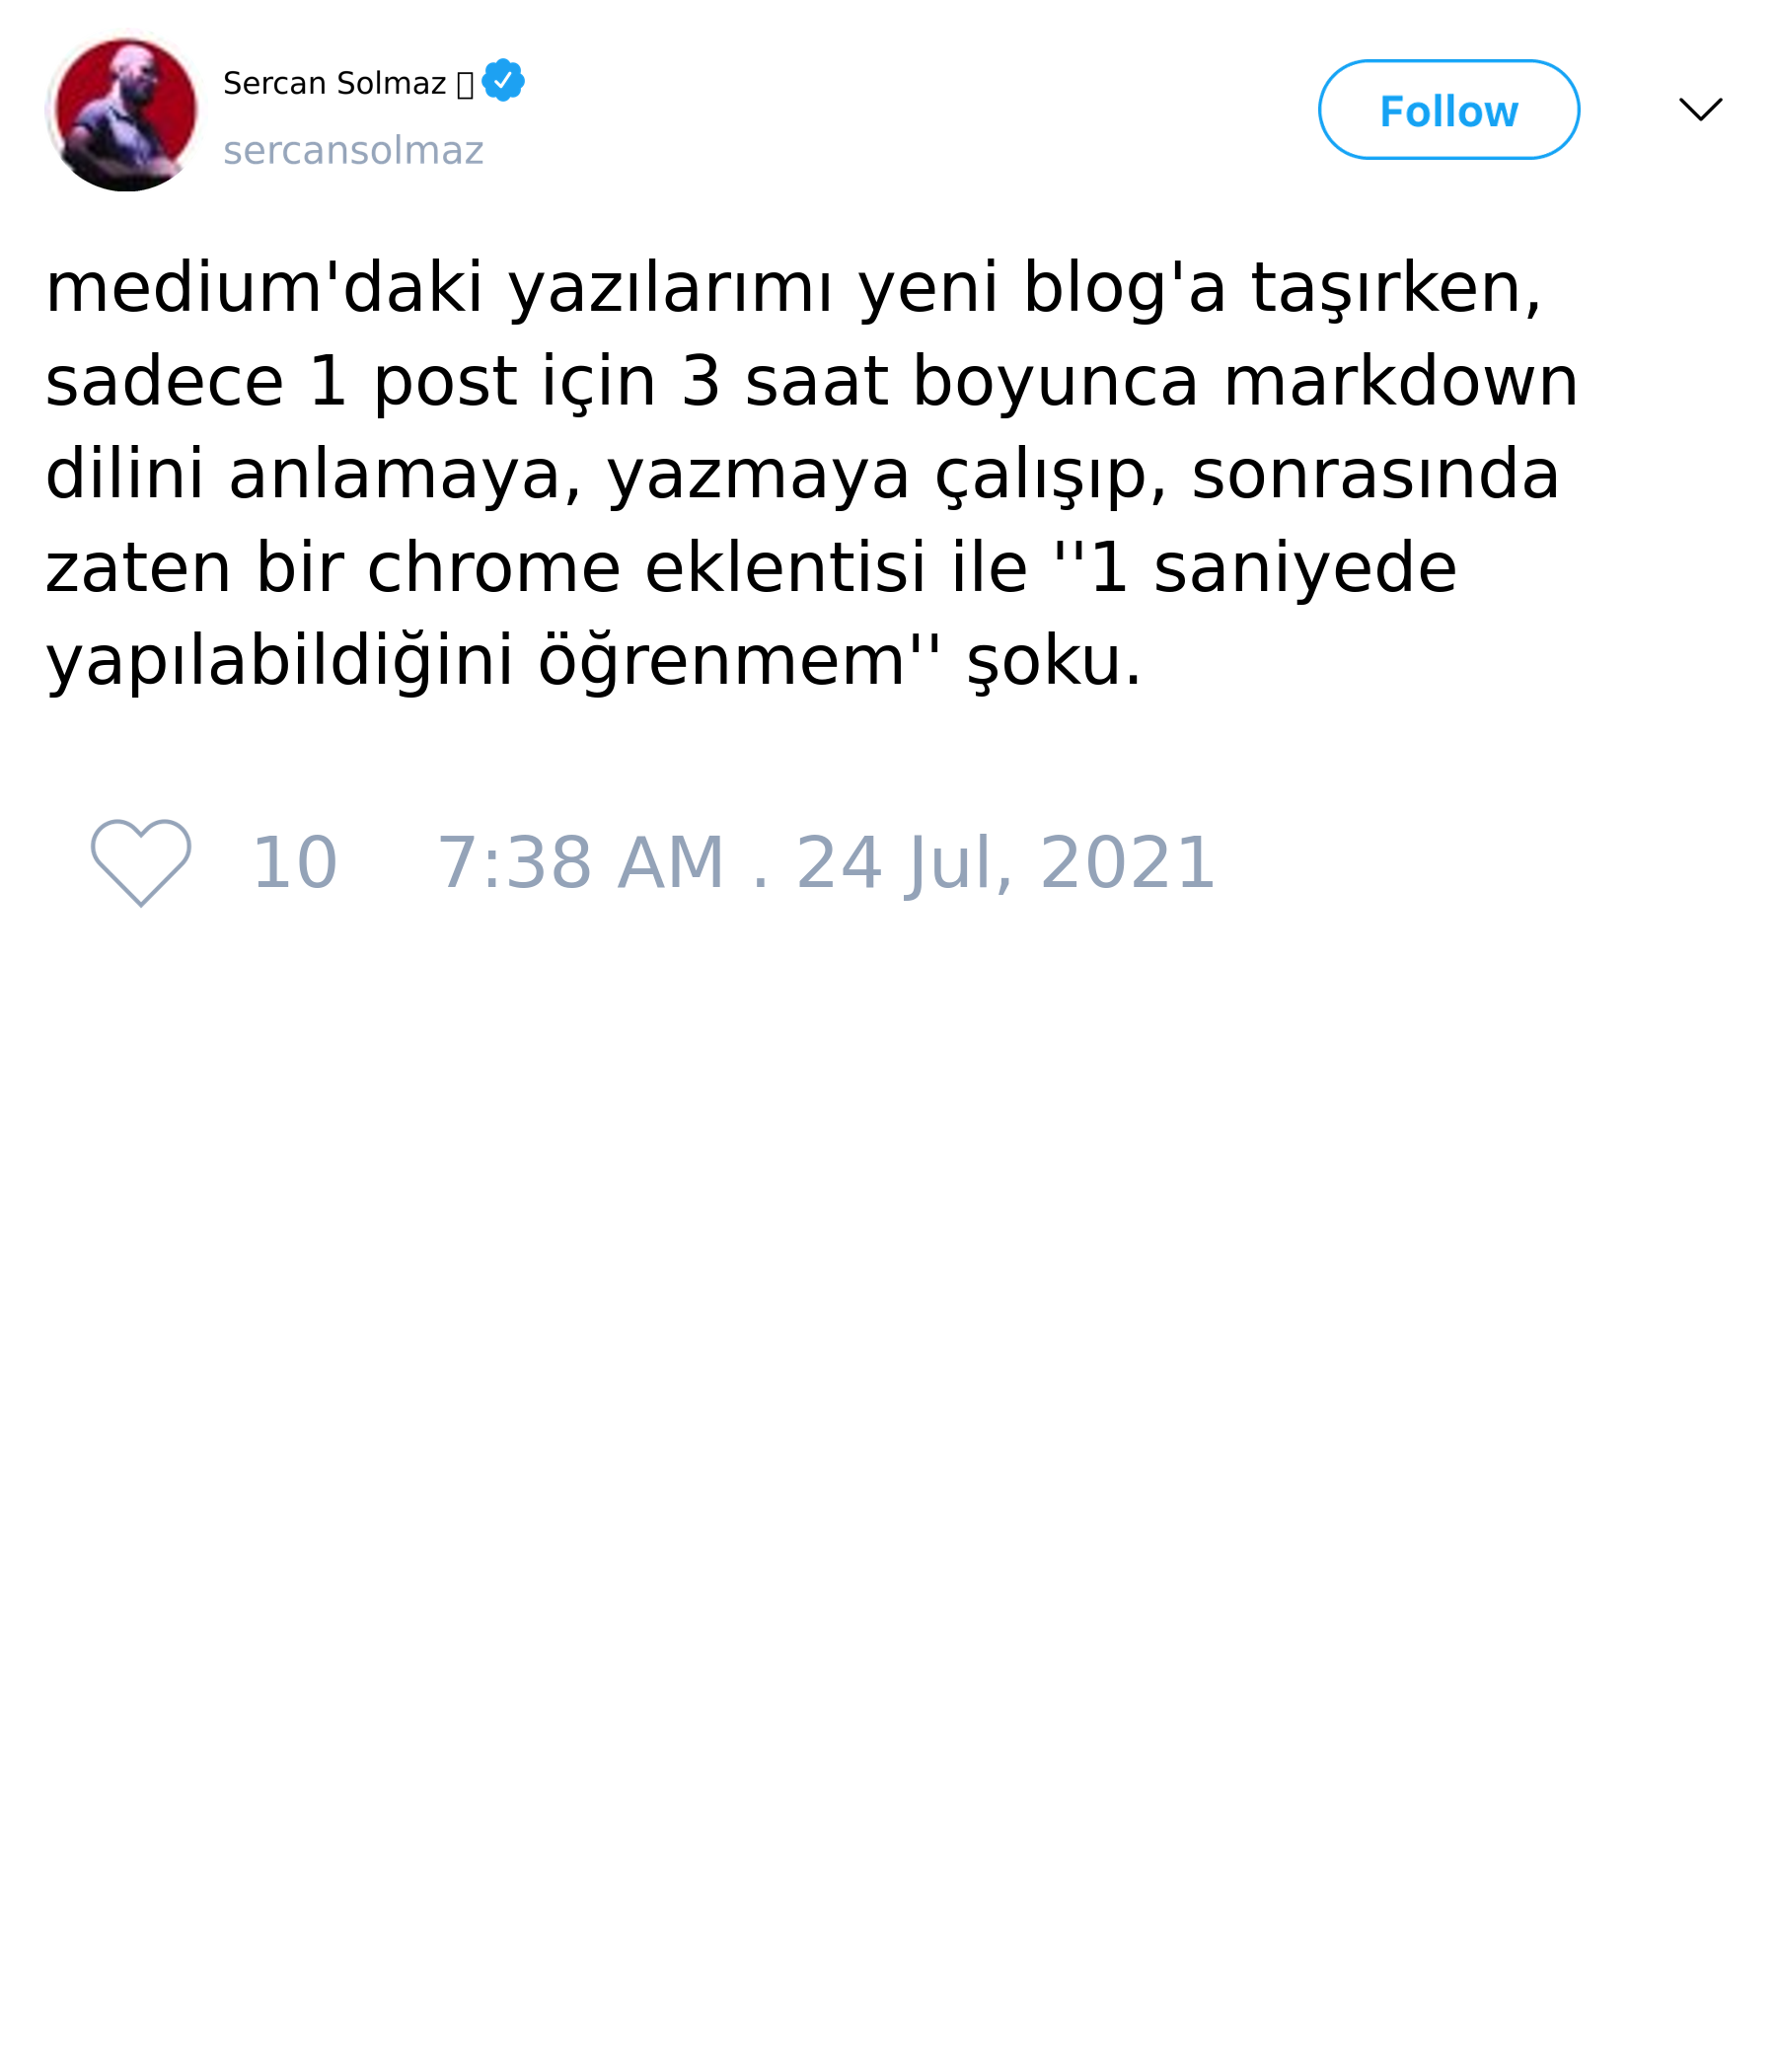 Sercan Solmaz
sercansolmaz
Follow
medium'daki yazılarımı yeni blog'a taşırken,
sadece 1 post için 3 saat boyunca markdown
dilini anlamaya, yazmaya çalışıp, sonrasında
zaten bir chrome eklentisi ile ''1 saniyede
yapılabildiğini öğrenmem'' şoku.
10 7:38 AM . 24 Jul, 2021